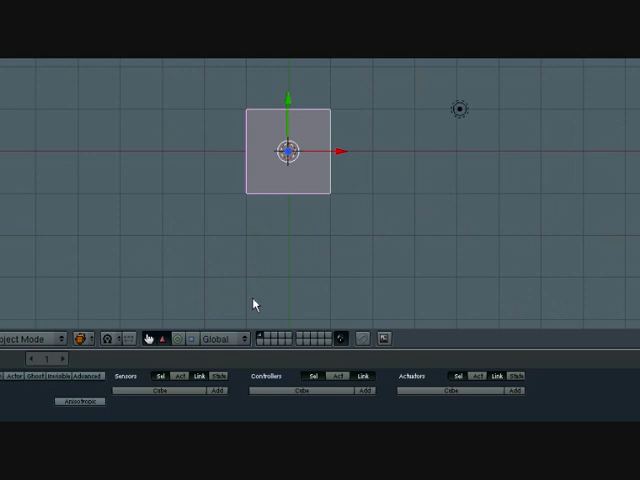 oject Mode Global
1
Actor Ghost Invisible Advanced Sensors Sel Act Link State Controllers Sel Act Link Actuators Sel Act Link State
Cube Add Cube Add Cube Add
Anisotropic